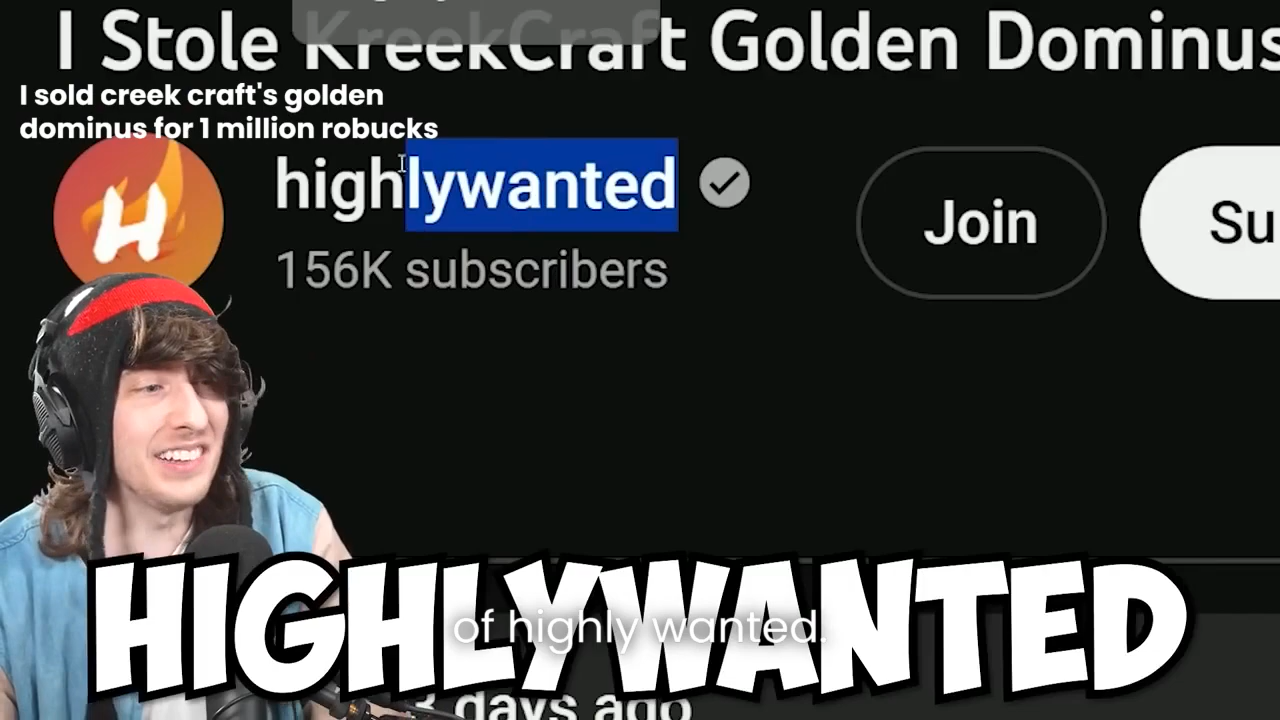 I Stole KreekCraft Golden Dominus
I sold creek craft's golden
dominus for 1 million robucks
H
highlywanted
156K subscribers
Join
Su
HIGHLYWANTED
of highly wanted.
3 days ago